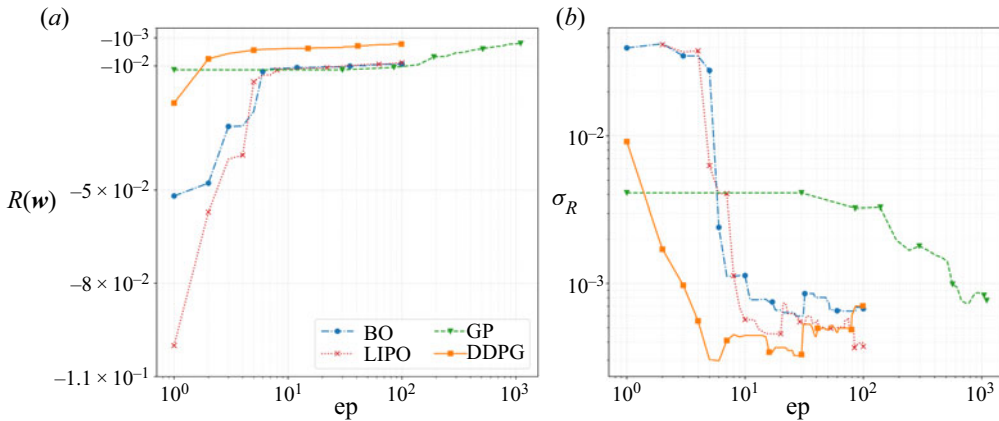 (a)
R(w)
−10⁻³
−10⁻²
−5 × 10⁻²
−8 × 10⁻²
−1.1 × 10⁻¹
BO
GP
LIPO
DDPG
10⁰
10¹
10²
10³
ep
(b)
σ_R
10⁻²
10⁻³
10⁰
10¹
10²
10³
ep